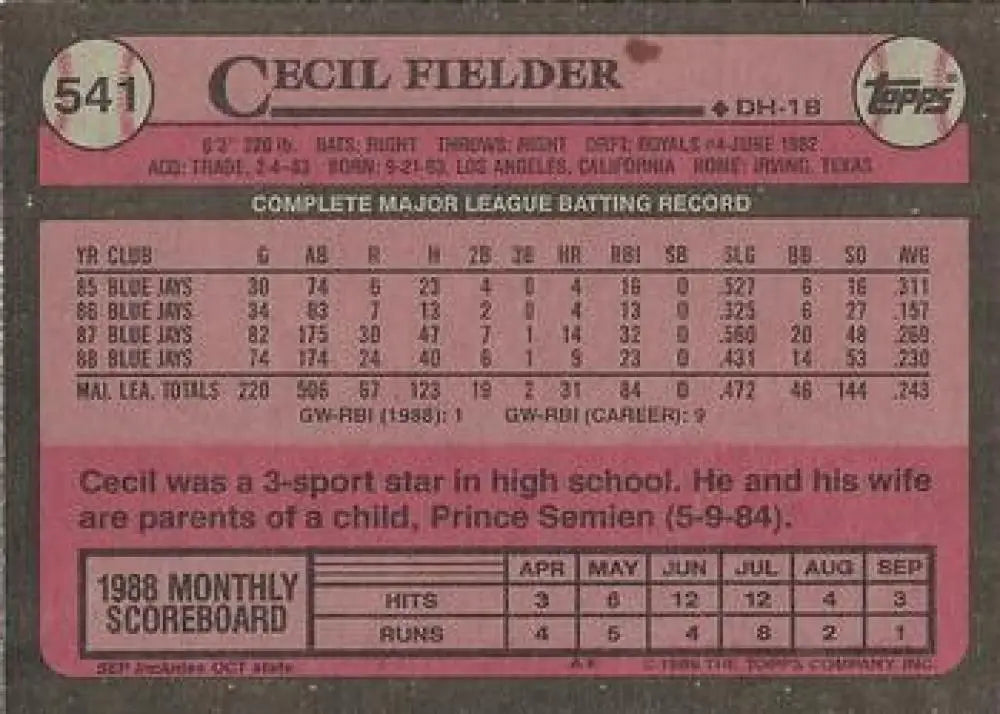 541
CECIL FIELDER
◆ DH-1B
topps
6'3" 220 lb. BATS: RIGHT THROWS: RIGHT DRFT: ROYALS #4-JUNE 1982
ACQ: TRADE, 2-4-83 BORN: 9-21-63, LOS ANGELES, CALIFORNIA HOME: IRVING, TEXAS
COMPLETE MAJOR LEAGUE BATTING RECORD
YR CLUB G AB R H 2B 3B HR RBI SB SLG BB SO AVG
85 BLUE JAYS 30 74 6 23 4 0 4 16 0 .527 6 16 .311
86 BLUE JAYS 34 83 7 13 2 0 4 13 0 .325 6 27 .157
87 BLUE JAYS 82 175 30 47 7 1 14 32 0 .560 20 48 .269
88 BLUE JAYS 74 174 24 40 6 1 9 23 0 .431 14 53 .230
MAJ. LEA. TOTALS 220 506 67 123 19 2 31 84 0 .472 46 144 .243
GW-RBI (1988): 1 GW-RBI (CAREER): 9
Cecil was a 3-sport star in high school. He and his wife
are parents of a child, Prince Semien (5-9-84).
1988 MONTHLY SCOREBOARD
APR MAY JUN JUL AUG SEP
HITS 3 6 12 12 4 3
RUNS 4 5 4 8 2 1
SEP includes OCT stats © 1989 THE TOPPS COMPANY, INC.